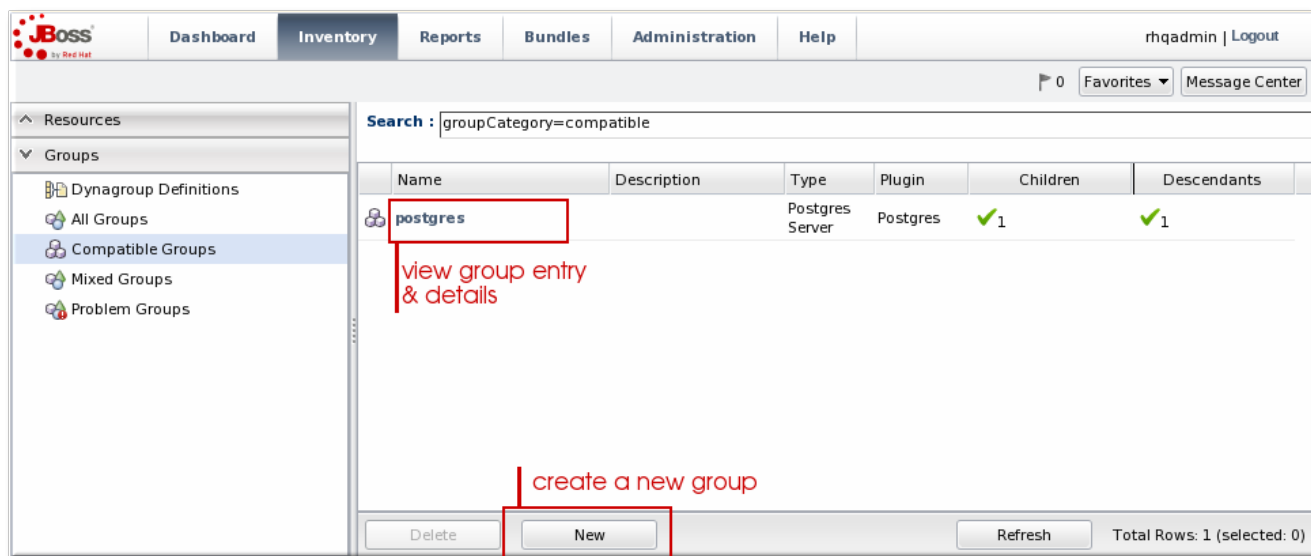 JBoss
by Red Hat
Dashboard Inventory Reports Bundles Administration Help rhqadmin | Logout
0 Favorites Message Center
Resources
Groups
Dynagroup Definitions
All Groups
Compatible Groups
Mixed Groups
Problem Groups
Search : groupCategory=compatible
Name Description Type Plugin Children Descendants
postgres Postgres Server Postgres 1 1
view group entry
& details
create a new group
Delete New Refresh Total Rows: 1 (selected: 0)